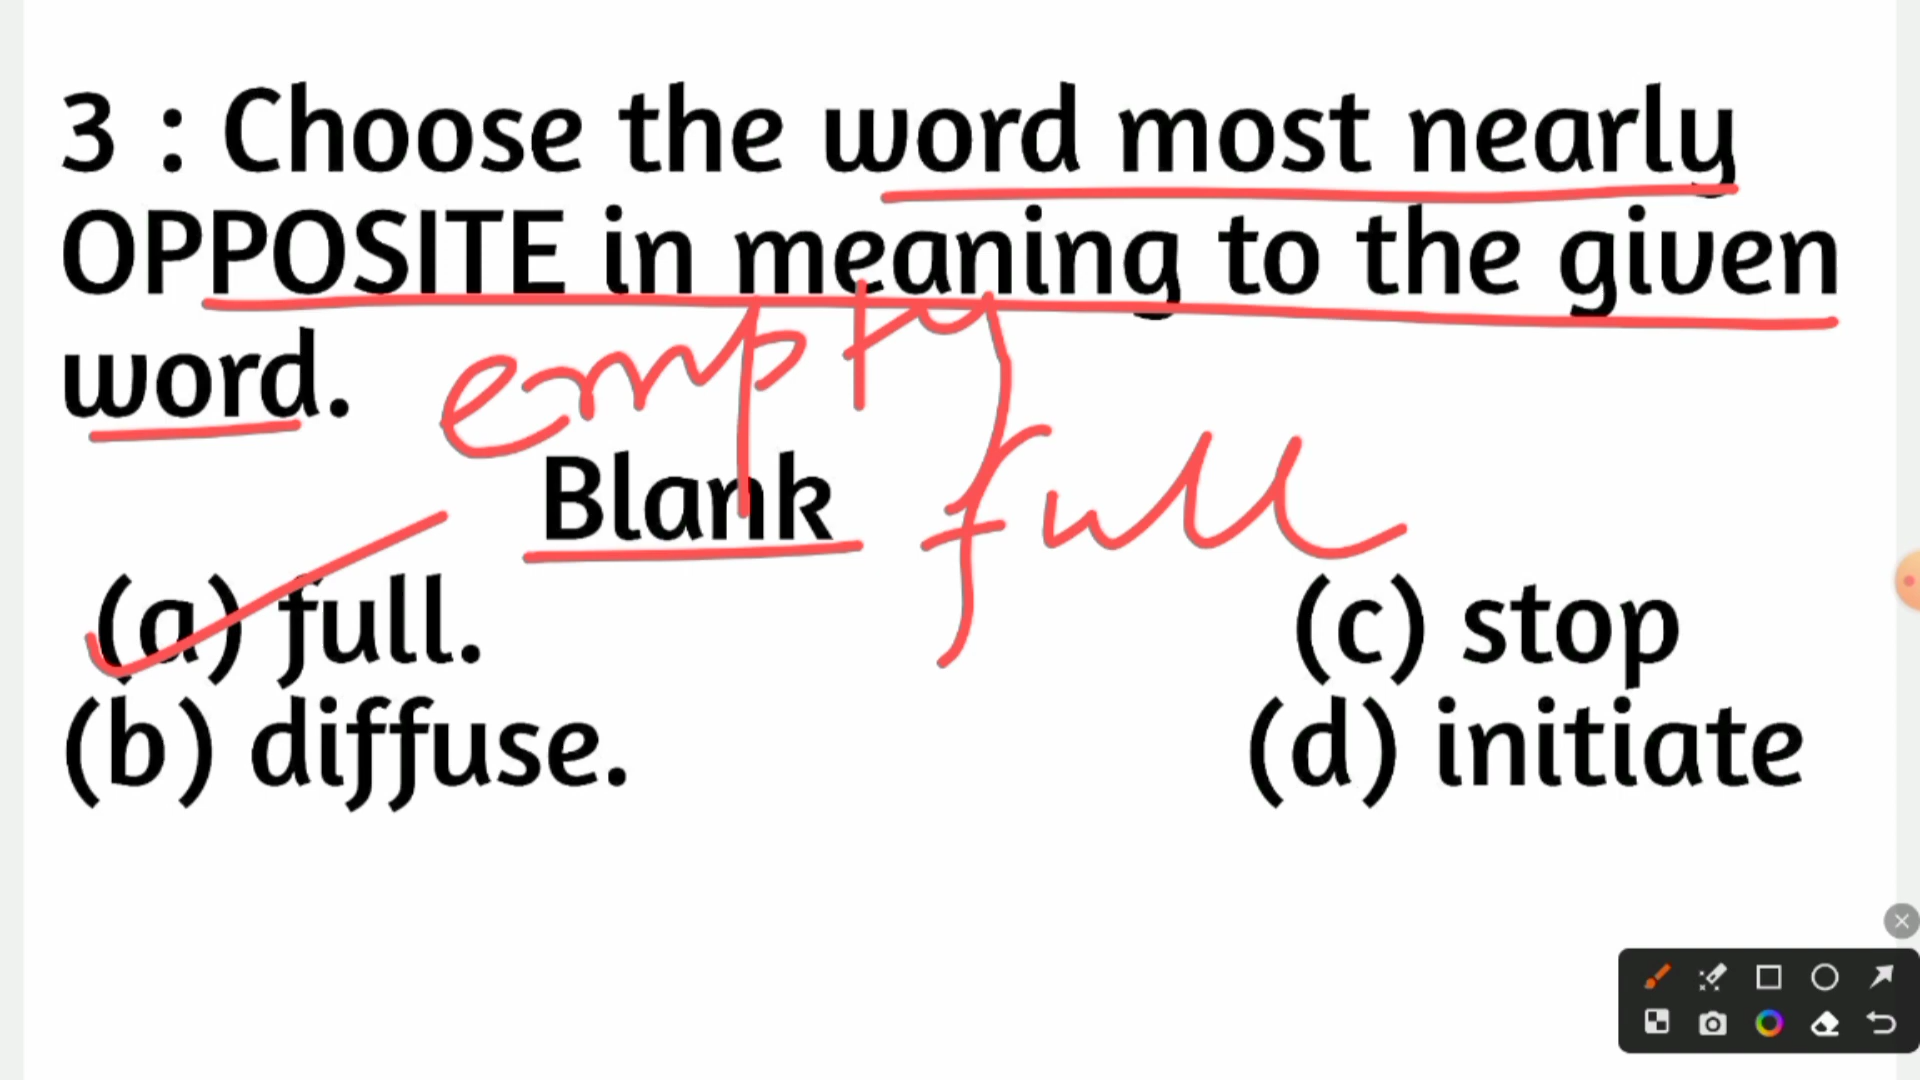 3 : Choose the word most nearly
OPPOSITE in meaning to the given
word.
empty
Blank
full
(a) full.
(c) stop
(b) diffuse.
(d) initiate